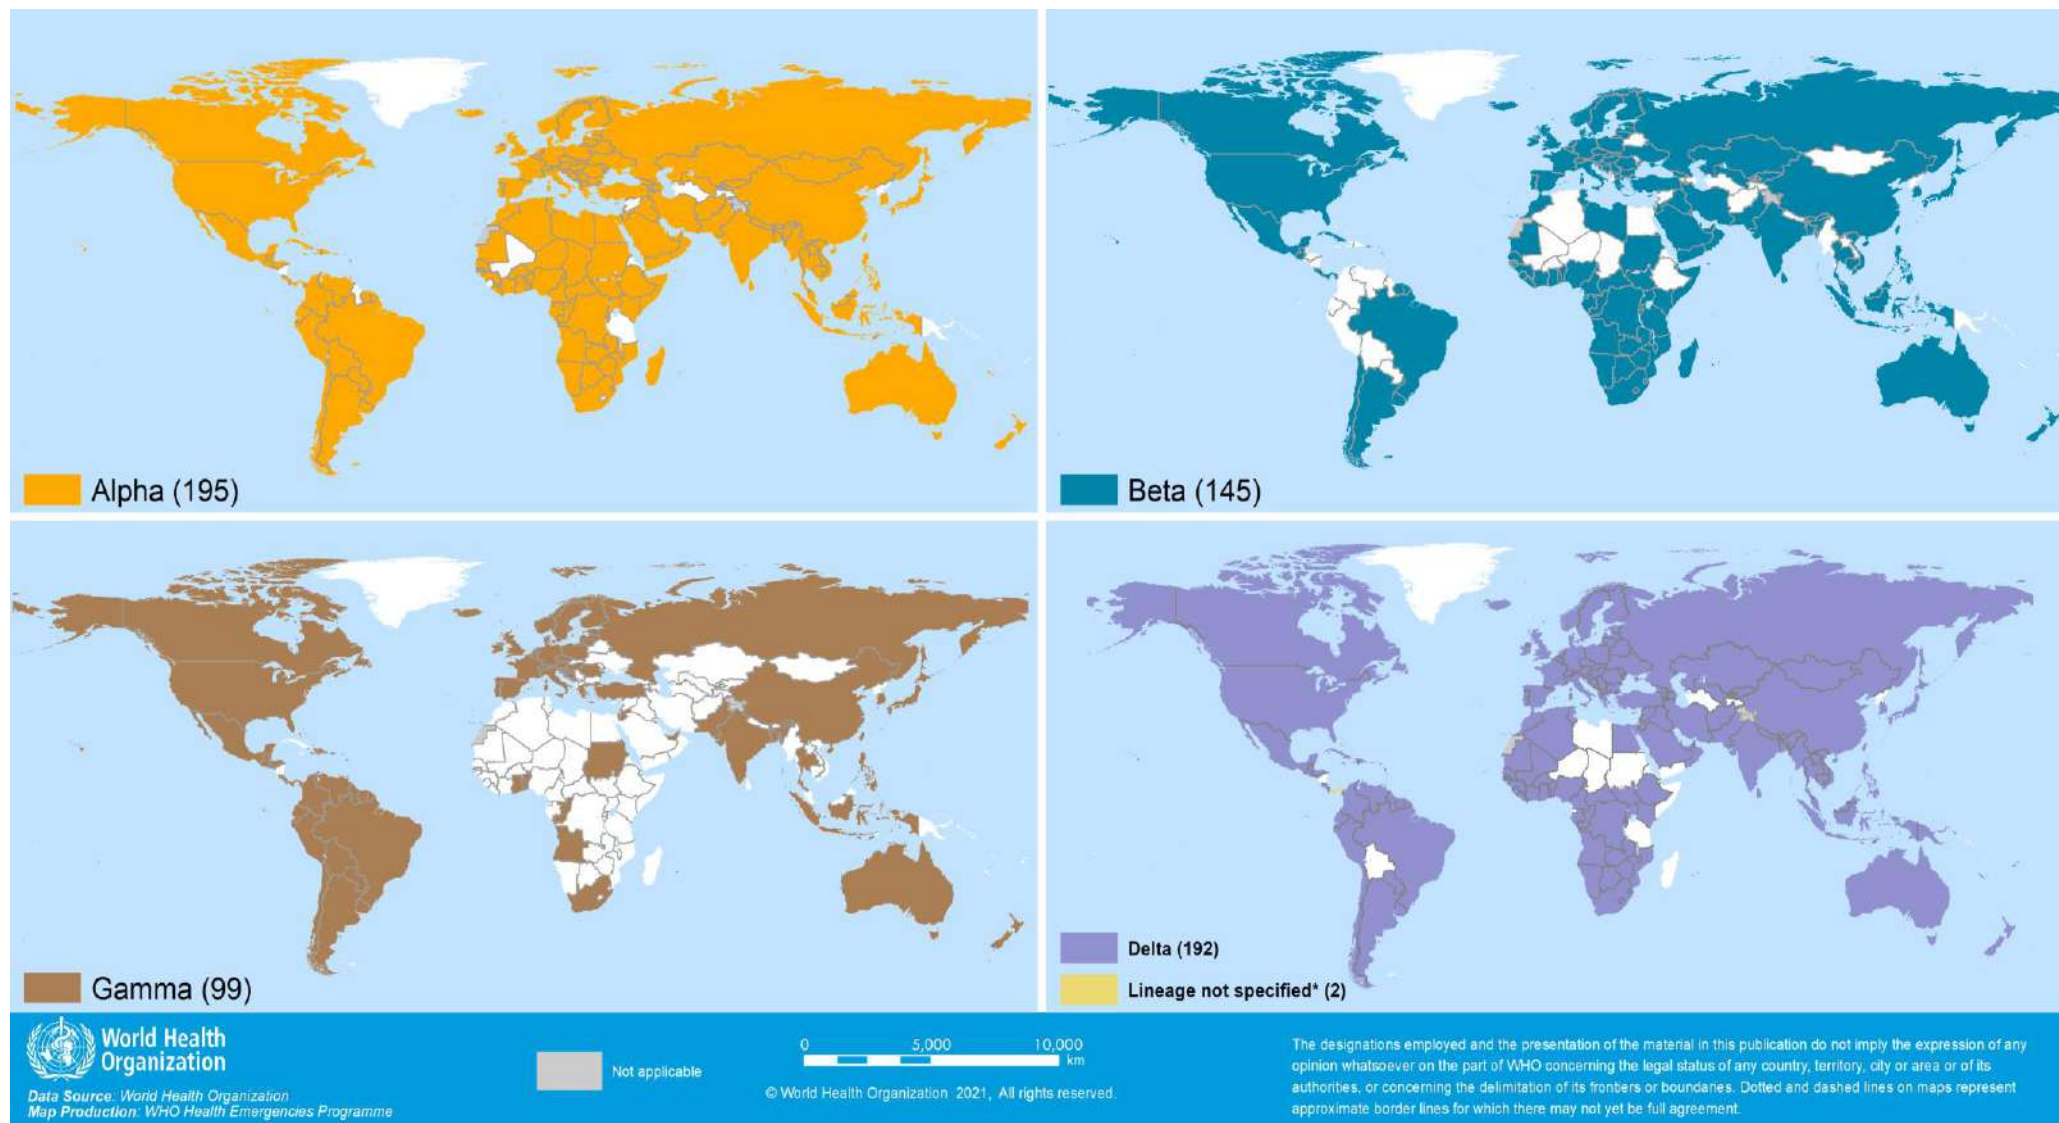 Alpha (195)
Beta (145)
Gamma (99)
Delta (192)
Lineage not specified* (2)
World Health
Organization
Data Source: World Health Organization
Map Production: WHO Health Emergencies Programme
Not applicable
0 5,000 10,000
km
© World Health Organization 2021, All rights reserved.
The designations employed and the presentation of the material in this publication do not imply the expression of any
opinion whatsoever on the part of WHO concerning the legal status of any country, territory, city or area or of its
authorities, or concerning the delimitation of its frontiers or boundaries. Dotted and dashed lines on maps represent
approximate border lines for which there may not yet be full agreement.